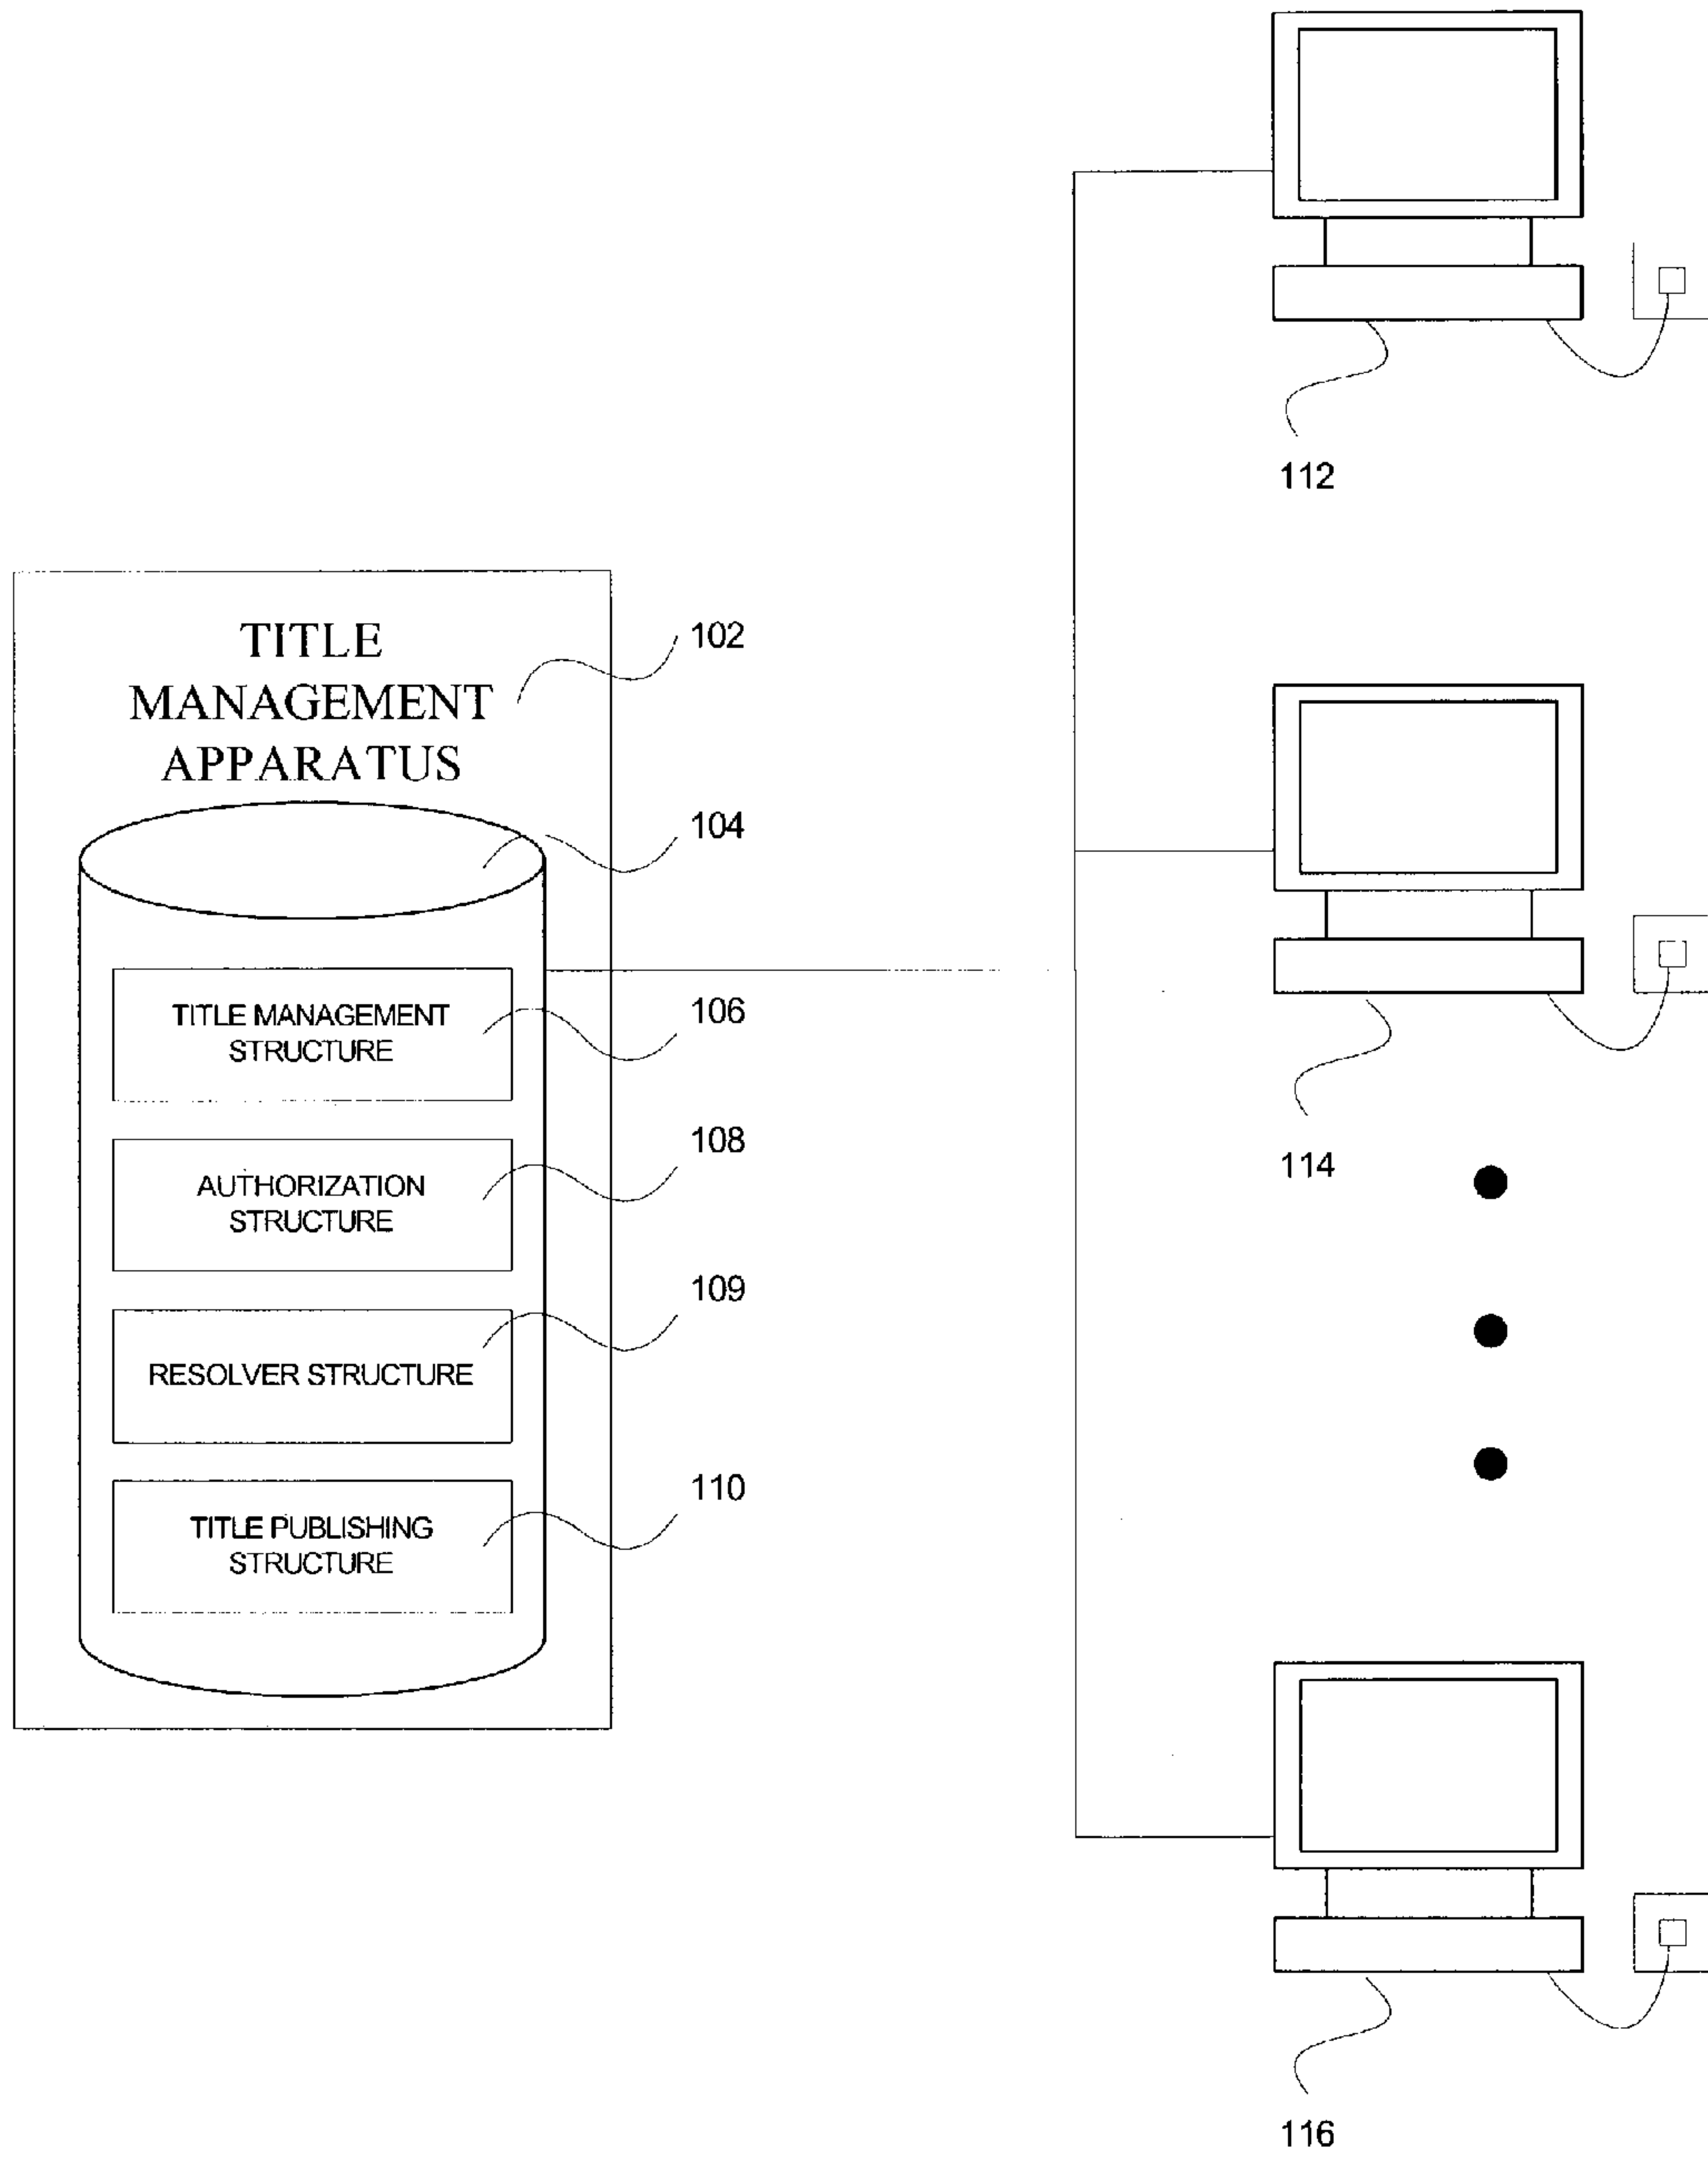 112
TITLE
MANAGEMENT
APPARATUS
102
104
TITLE MANAGEMENT
STRUCTURE
106
AUTHORIZATION
STRUCTURE
108
RESOLVER STRUCTURE
109
TITLE PUBLISHING
STRUCTURE
110
114
116